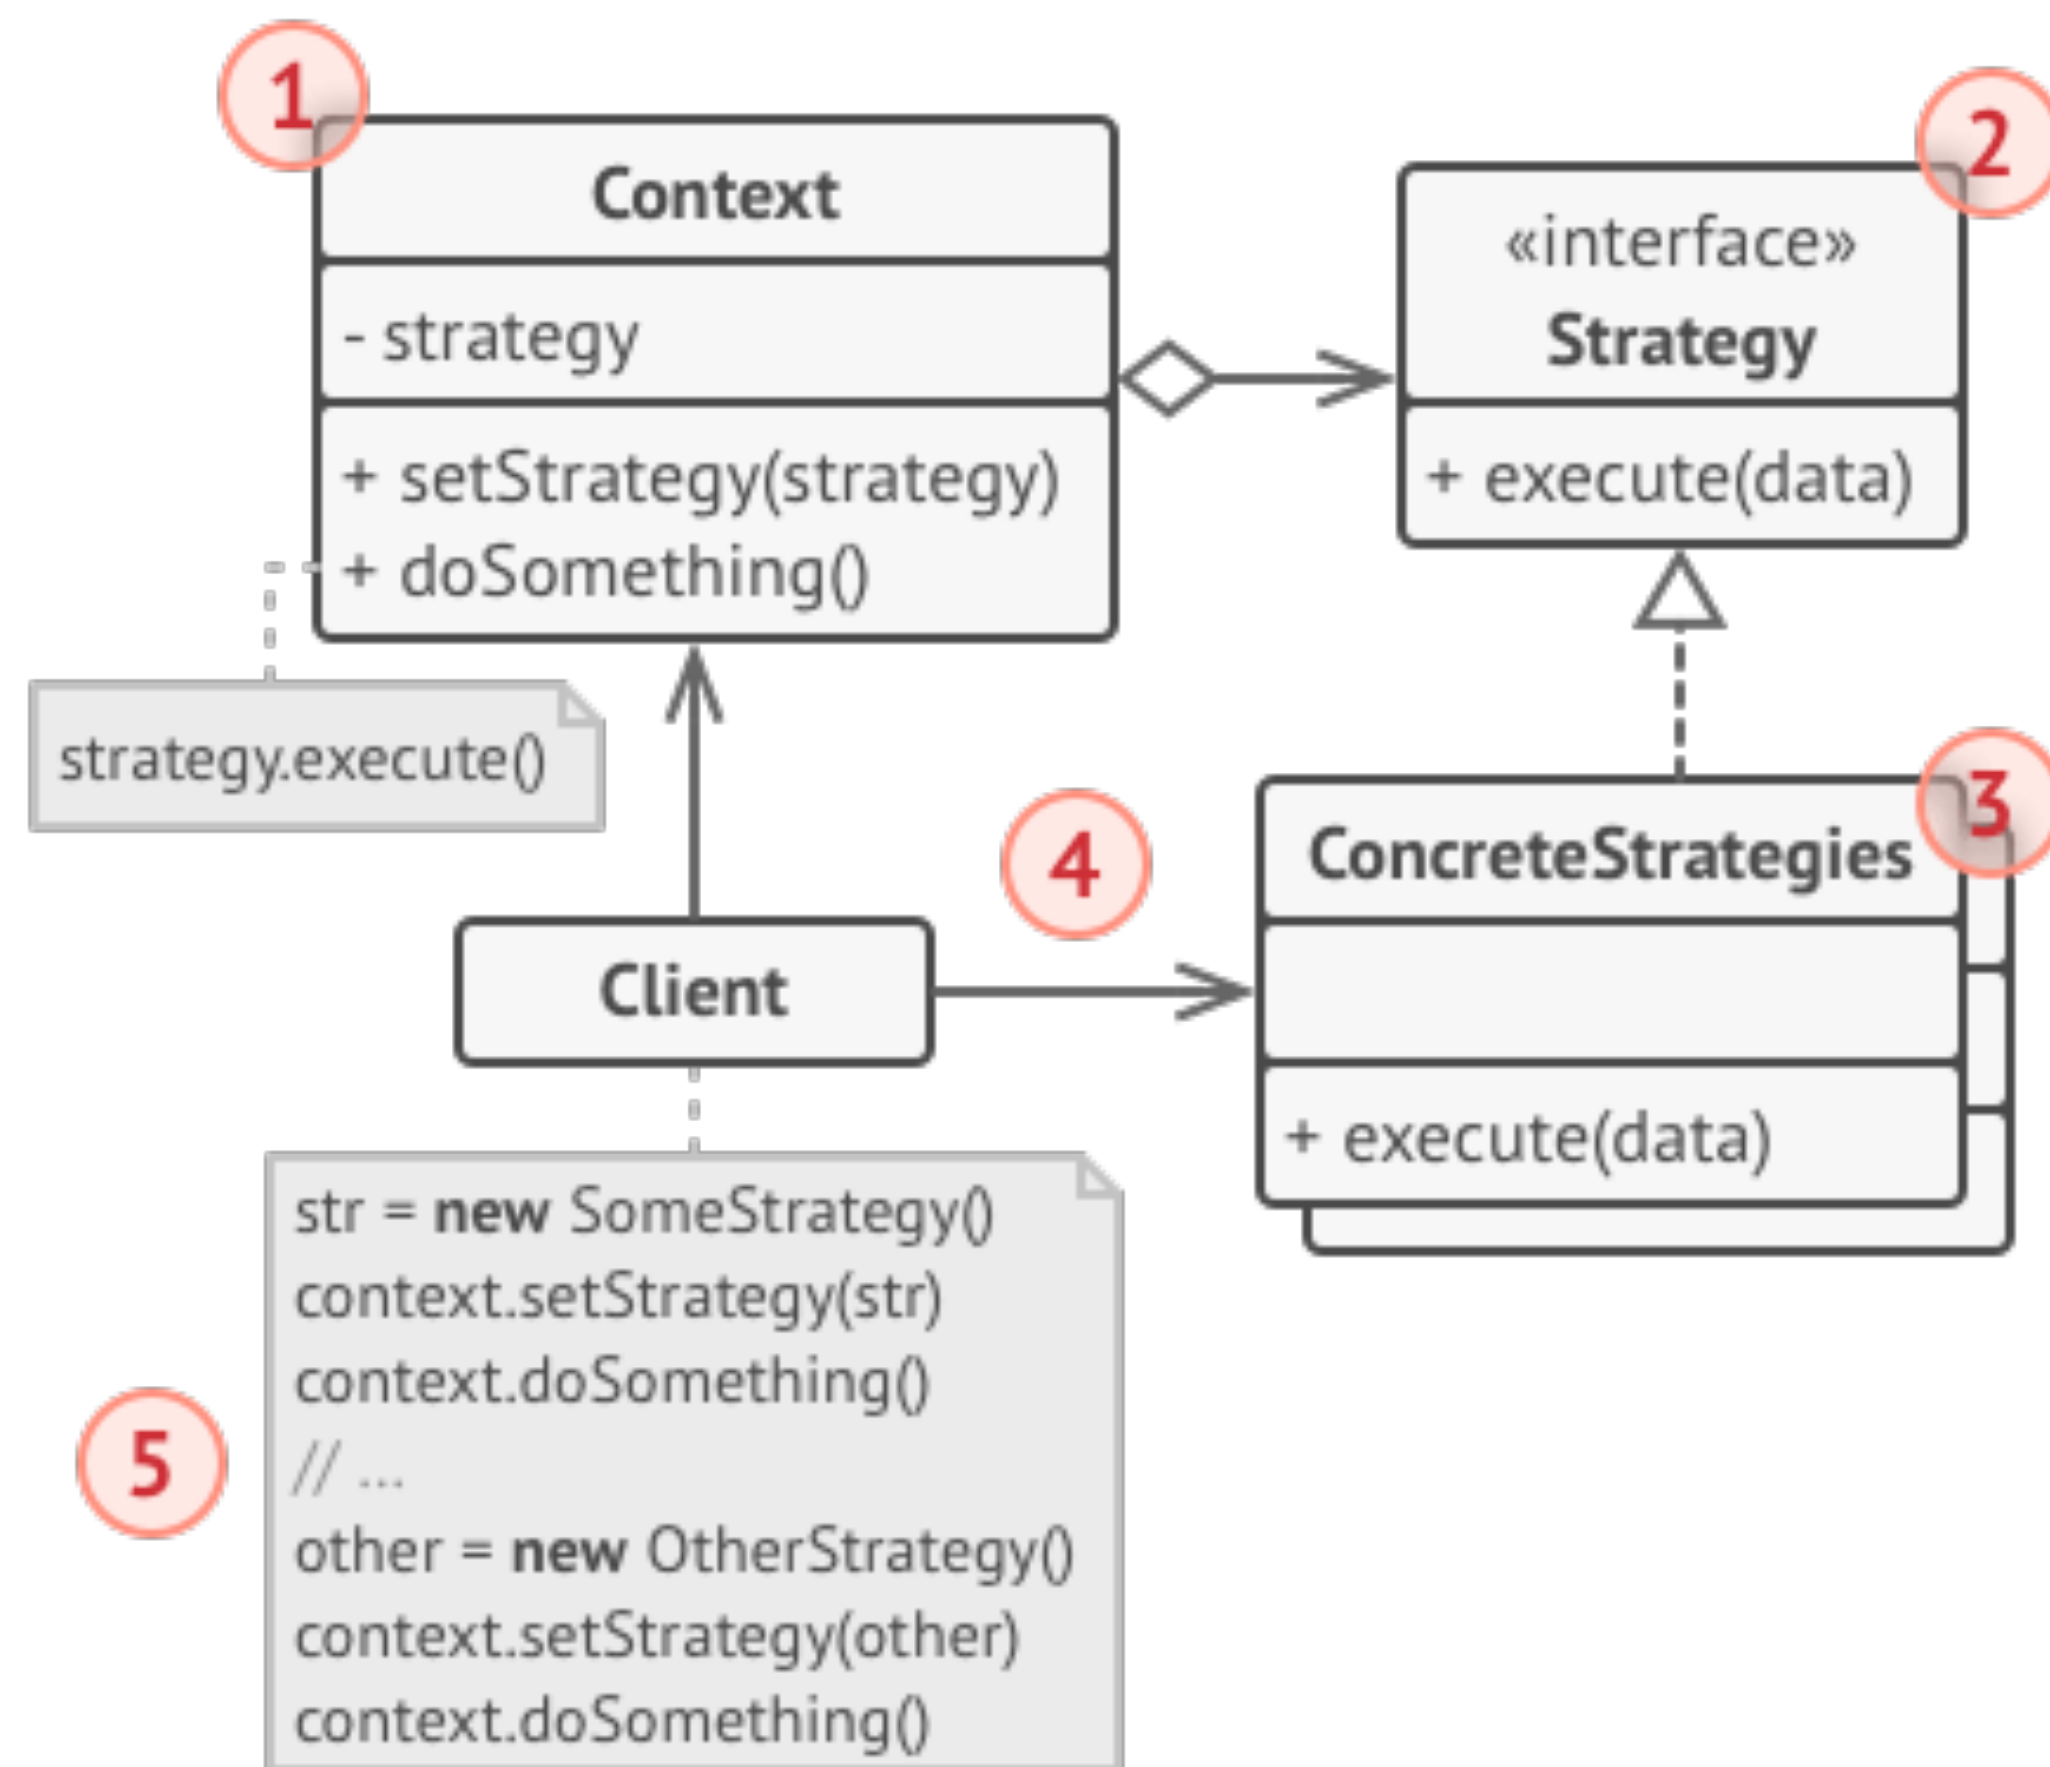 1
Context
- strategy
+ setStrategy(strategy)
+ doSomething()
2
«interface»
Strategy
+ execute(data)
strategy.execute()
3
ConcreteStrategies
+ execute(data)
4
Client
5
str = new SomeStrategy()
context.setStrategy(str)
context.doSomething()
// ...
other = new OtherStrategy()
context.setStrategy(other)
context.doSomething()